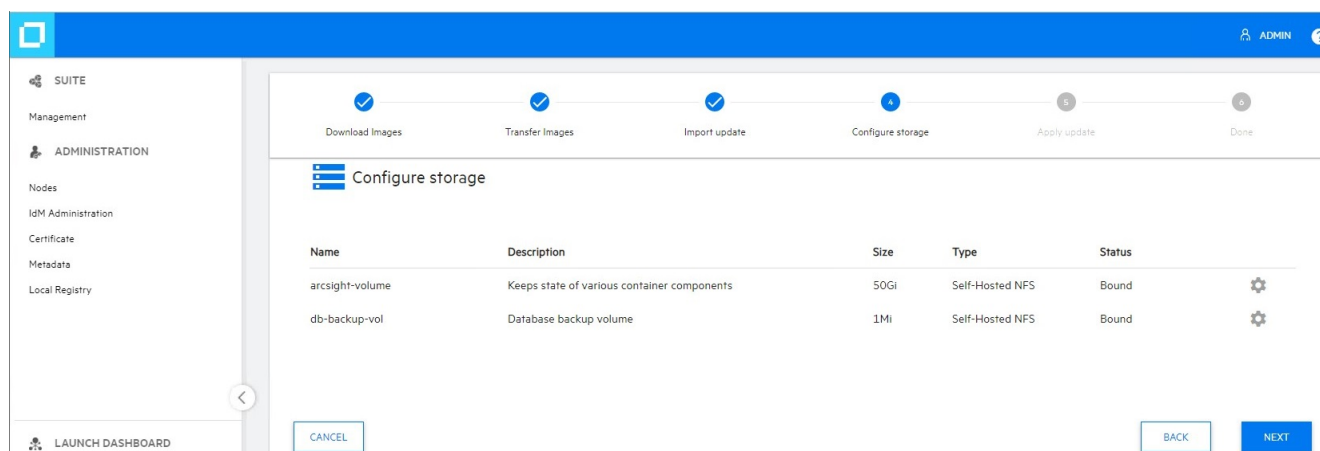 ADMIN
SUITE
Management
ADMINISTRATION
Nodes
IdM Administration
Certificate
Metadata
Local Registry
LAUNCH DASHBOARD
4 5 6
Download Images Transfer Images Import update Configure storage Apply update Done
Configure storage
Name Description Size Type Status
arcsight-volume Keeps state of various container components 50Gi Self-Hosted NFS Bound
db-backup-vol Database backup volume 1Mi Self-Hosted NFS Bound
CANCEL BACK NEXT